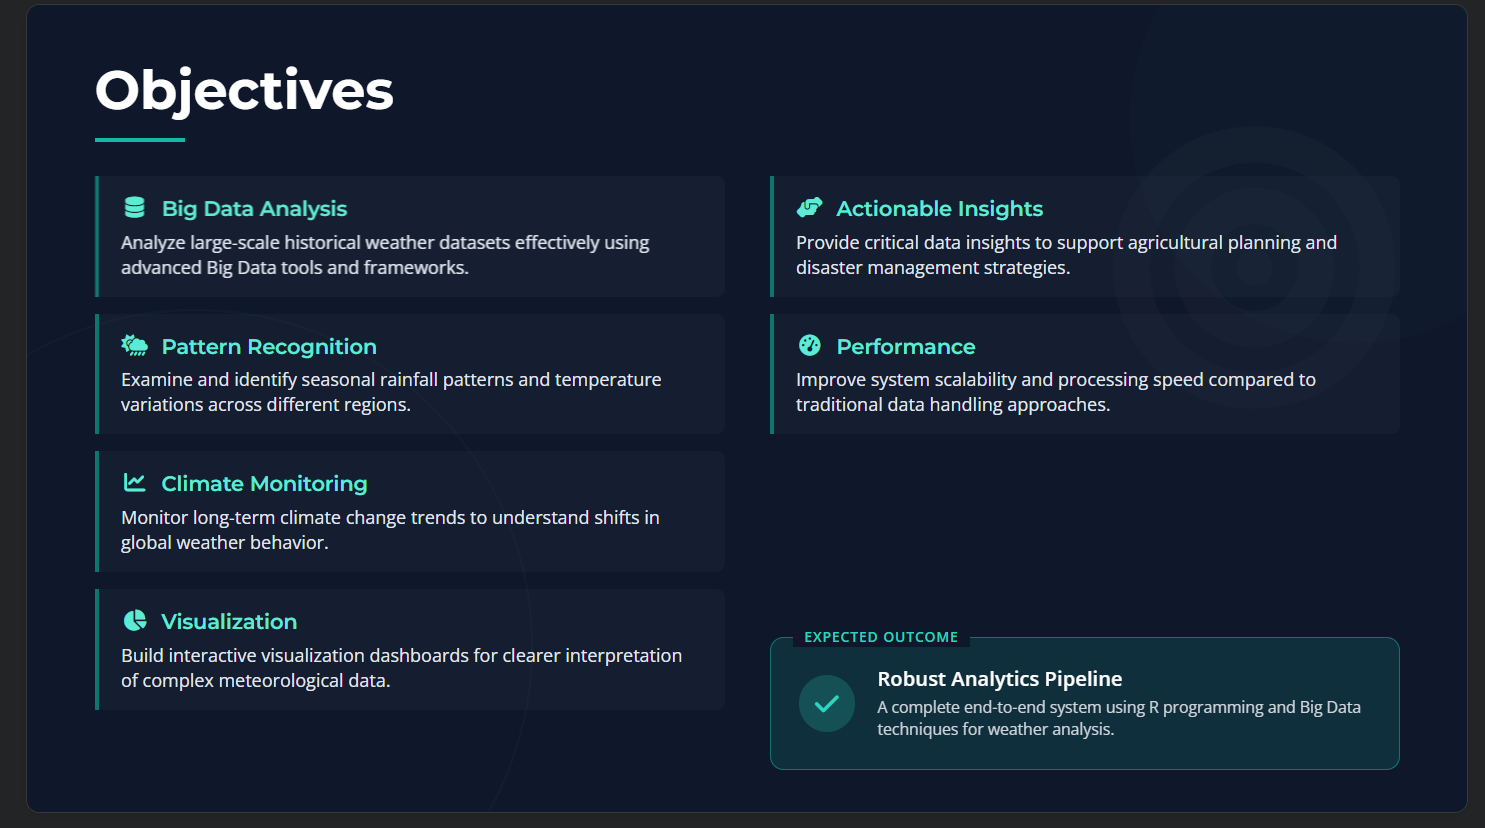 Objectives
Big Data Analysis
Analyze large-scale historical weather datasets effectively using
advanced Big Data tools and frameworks.
Pattern Recognition
Examine and identify seasonal rainfall patterns and temperature
variations across different regions.
Climate Monitoring
Monitor long-term climate change trends to understand shifts in
global weather behavior.
Visualization
Build interactive visualization dashboards for clearer interpretation
of complex meteorological data.
Actionable Insights
Provide critical data insights to support agricultural planning and
disaster management strategies.
Performance
Improve system scalability and processing speed compared to
traditional data handling approaches.
EXPECTED OUTCOME
Robust Analytics Pipeline
A complete end-to-end system using R programming and Big Data
techniques for weather analysis.